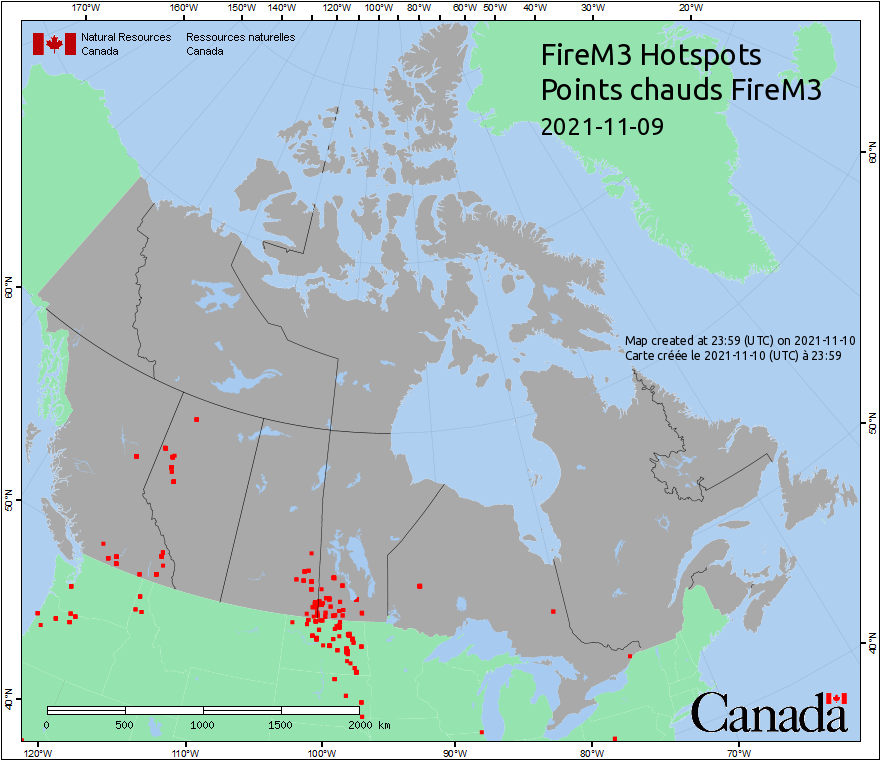 170°W 160°W 150°W 140°W 120°W 110°W 100°W 90°W 80°W 60°W 50°W 40°W 30°W 20°W
Natural Resources Ressources naturelles
Canada Canada
FireM3 Hotspots
Points chauds FireM3
2021-11-09
60°N
60°N
Map created at 23:59 (UTC) on 2021-11-10
Carte créée le 2021-11-10 (UTC) à 23:59
50°N
50°N
40°N
40°N
Canada
0 500 1000 1500 2000 km
120°W 110°W 100°W 90°W 80°W 70°W